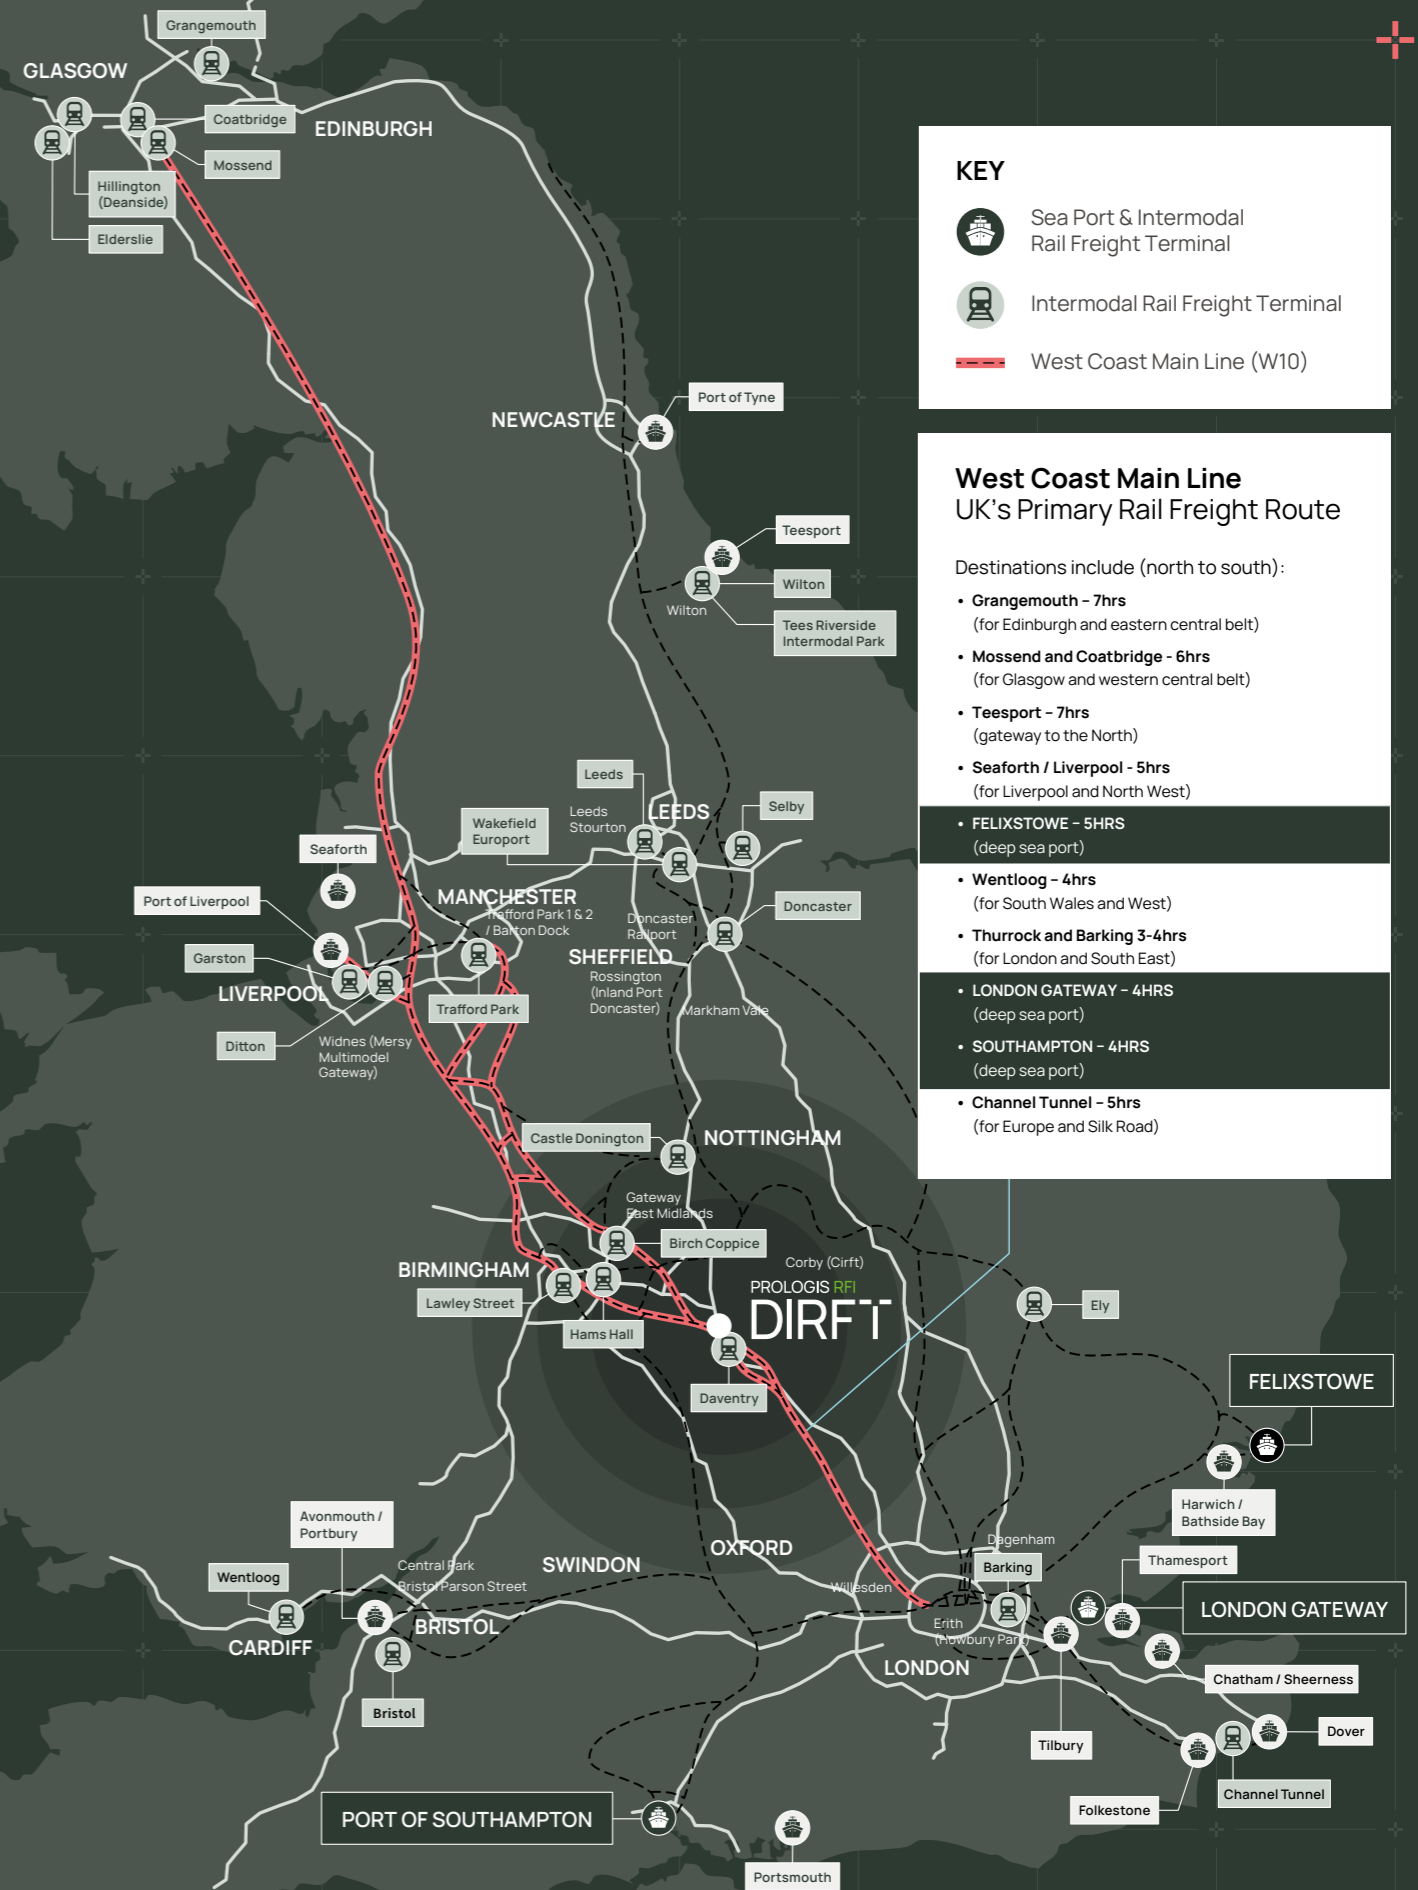 Grangemouth
GLASGOW
Coatbridge
EDINBURGH
Mossend
Hillington
(Deanside)
Elderslie
KEY
Sea Port & Intermodal
Rail Freight Terminal
Intermodal Rail Freight Terminal
West Coast Main Line (W10)
Port of Tyne
NEWCASTLE
Teesport
Wilton
Wilton
Tees Riverside
Intermodal Park
West Coast Main Line
UK's Primary Rail Freight Route
Destinations include (north to south):
• Grangemouth – 7hrs
(for Edinburgh and eastern central belt)
• Mossend and Coatbridge - 6hrs
(for Glasgow and western central belt)
• Teesport – 7hrs
(gateway to the North)
• Seaforth / Liverpool - 5hrs
(for Liverpool and North West)
• FELIXSTOWE – 5HRS
(deep sea port)
• Wentloog – 4hrs
(for South Wales and West)
• Thurrock and Barking 3-4hrs
(for London and South East)
• LONDON GATEWAY – 4HRS
(deep sea port)
• SOUTHAMPTON – 4HRS
(deep sea port)
• Channel Tunnel – 5hrs
(for Europe and Silk Road)
Leeds
Leeds
Stourton
LEEDS
Selby
Wakefield
Europort
Seaforth
Port of Liverpool
MANCHESTER
Trafford Park 1 & 2
/ Barton Dock
Doncaster
Doncaster
Railport
Garston
SHEFFIELD
Rossington
(Inland Port
Doncaster)
LIVERPOOL
Trafford Park
Markham Vale
Ditton
Widnes (Mersy
Multimodel
Gateway)
Castle Donington
NOTTINGHAM
Gateway
East Midlands
Birch Coppice
Corby (Cirft)
BIRMINGHAM
PROLOGIS RFI
DIRFT
Lawley Street
Hams Hall
Ely
Daventry
FELIXSTOWE
Harwich /
Bathside Bay
Avonmouth /
Portbury
Central Park
Bristol Parson Street
SWINDON
OXFORD
Dagenham
Barking
Thamesport
Wentloog
Willesden
LONDON GATEWAY
CARDIFF
BRISTOL
Erith
(Howbury Park)
LONDON
Chatham / Sheerness
Bristol
Tilbury
Dover
Channel Tunnel
Folkestone
PORT OF SOUTHAMPTON
Portsmouth